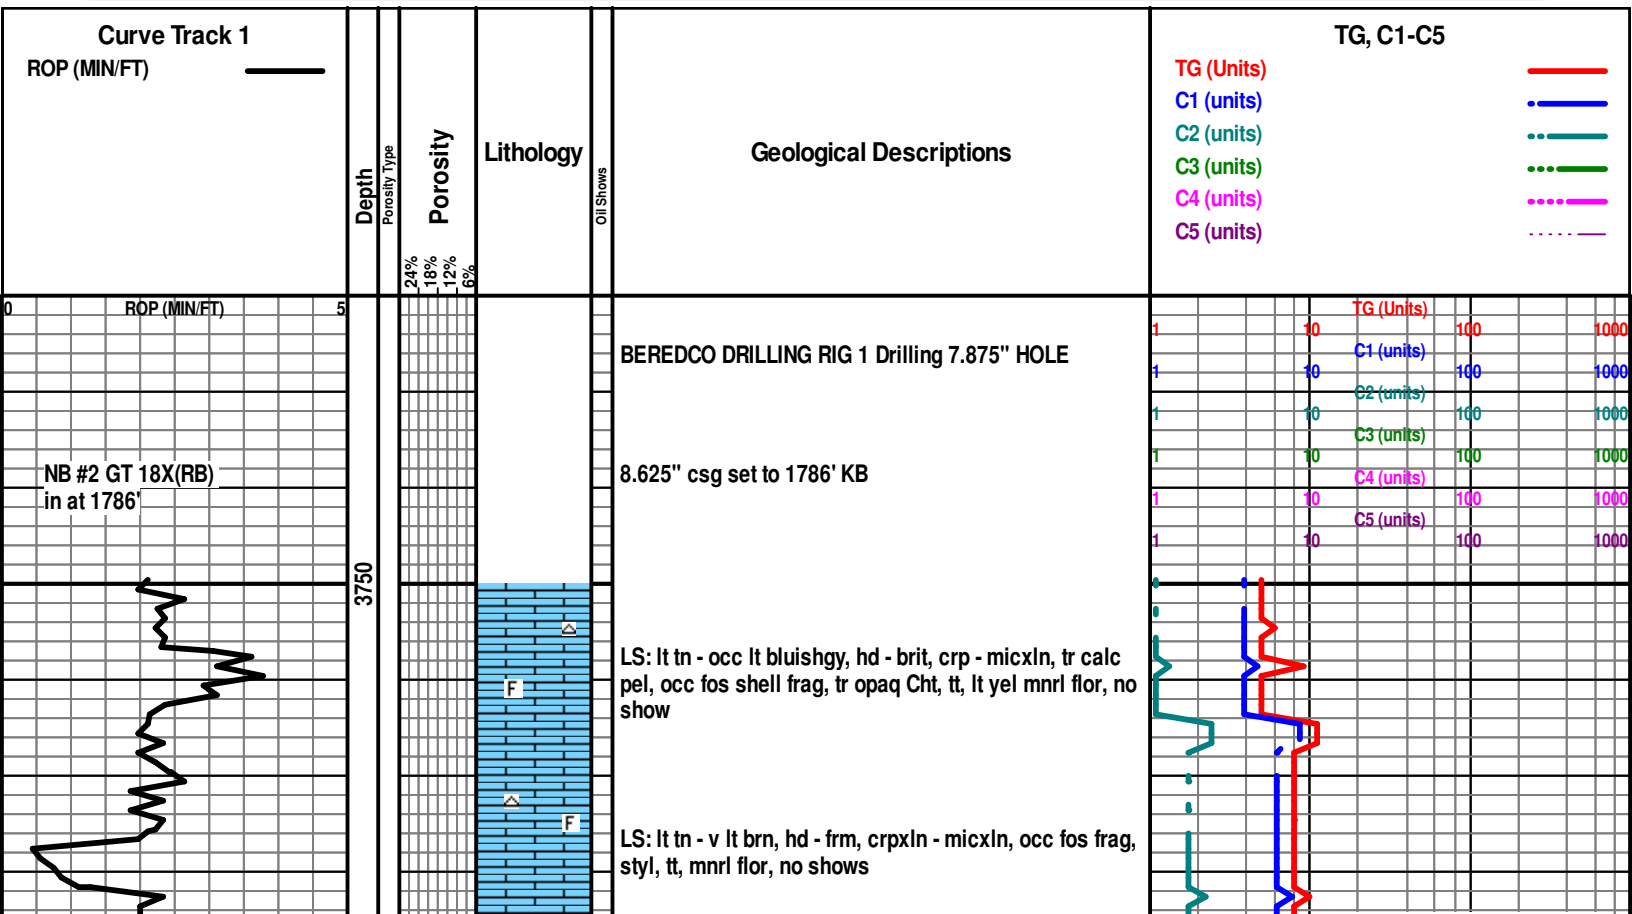 Curve Track 1
ROP (MIN/FT)
Depth
Porosity Type
Porosity
24%
18%
12%
6%
Lithology
Oil Shows
Geological Descriptions
TG, C1-C5
TG (Units)
C1 (units)
C2 (units)
C3 (units)
C4 (units)
C5 (units)
0 ROP (MIN/FT) 5
TG (Units)
1 10 100 1000
C1 (units)
1 10 100 1000
C2 (units)
1 10 100 1000
C3 (units)
1 10 100 1000
C4 (units)
1 10 100 1000
C5 (units)
1 10 100 1000
BEREDCO DRILLING RIG 1 Drilling 7.875" HOLE
NB #2 GT 18X(RB)
in at 1786'
8.625" csg set to 1786' KB
3750
LS: lt tn - occ lt bluishgy, hd - brit, crp - micxln, tr calc
pel, occ fos shell frag, tr opaq Cht, tt, lt yel mnrl flor, no
show
F
F
LS: lt tn - v lt brn, hd - frm, crpxln - micxln, occ fos frag,
styl, tt, mnrl flor, no shows